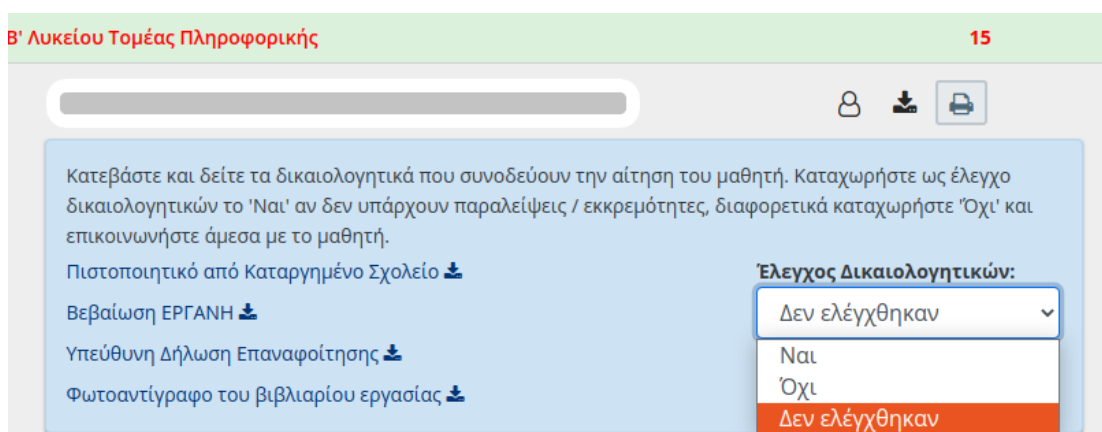 Β' Λυκείου Τομέας Πληροφορικής 15
Κατεβάστε και δείτε τα δικαιολογητικά που συνοδεύουν την αίτηση του μαθητή. Καταχωρήστε ως έλεγχο
δικαιολογητικών το 'Ναι' αν δεν υπάρχουν παραλείψεις / εκκρεμότητες, διαφορετικά καταχωρήστε 'Όχι' και
επικοινωνήστε άμεσα με το μαθητή.
Πιστοποιητικό από Καταργημένο Σχολείο
Έλεγχος Δικαιολογητικών:
Βεβαίωση ΕΡΓΑΝΗ
Δεν ελέγχθηκαν
Υπεύθυνη Δήλωση Επαναφοίτησης
Ναι
Όχι
Φωτοαντίγραφο του βιβλιαρίου εργασίας
Δεν ελέγχθηκαν